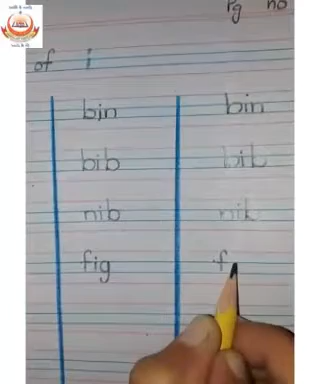 Pg no
of i
bin bin
bib bib
nib nib
fig f